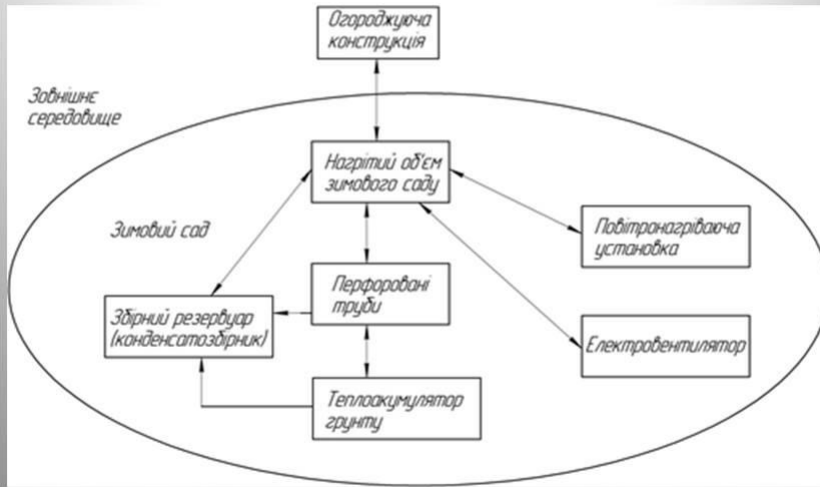 Огороджуюча
конструкція
Зовнішнє
середовище
Нагрітий об'єм
зимового саду
Зимовий сад
Повітронагріваюча
установка
Перфоровані
труби
Збірний резервуар
(конденсатозбірник)
Електровентилятор
Теплоакумулятор
грунту